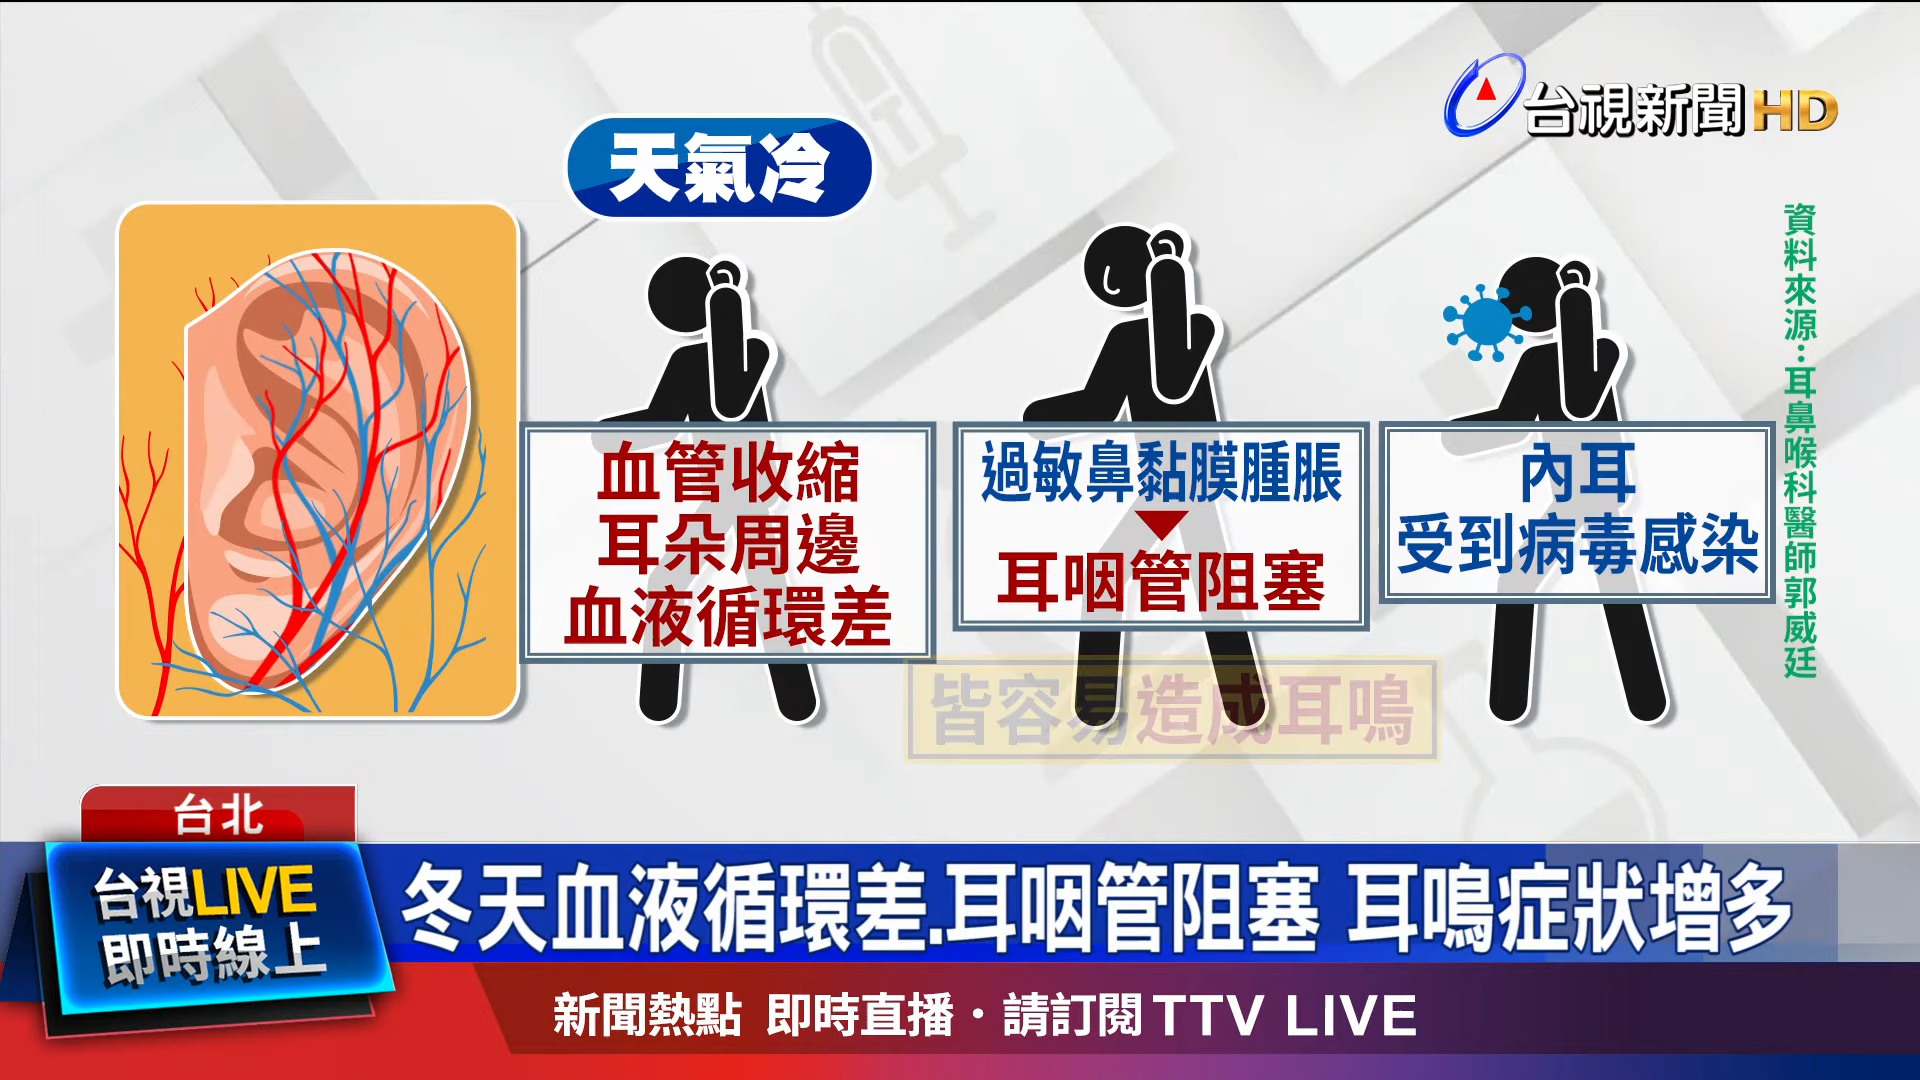 台視新聞HD
天氣冷
資料來源：耳鼻喉科醫師郭威廷
血管收縮
耳朵周邊
血液循環差
過敏鼻黏膜腫脹
耳咽管阻塞
內耳
受到病毒感染
皆容易造成耳鳴
台北
台視LIVE
即時線上
冬天血液循環差.耳咽管阻塞 耳鳴症狀增多
新聞熱點 即時直播・請訂閱TTV LIVE